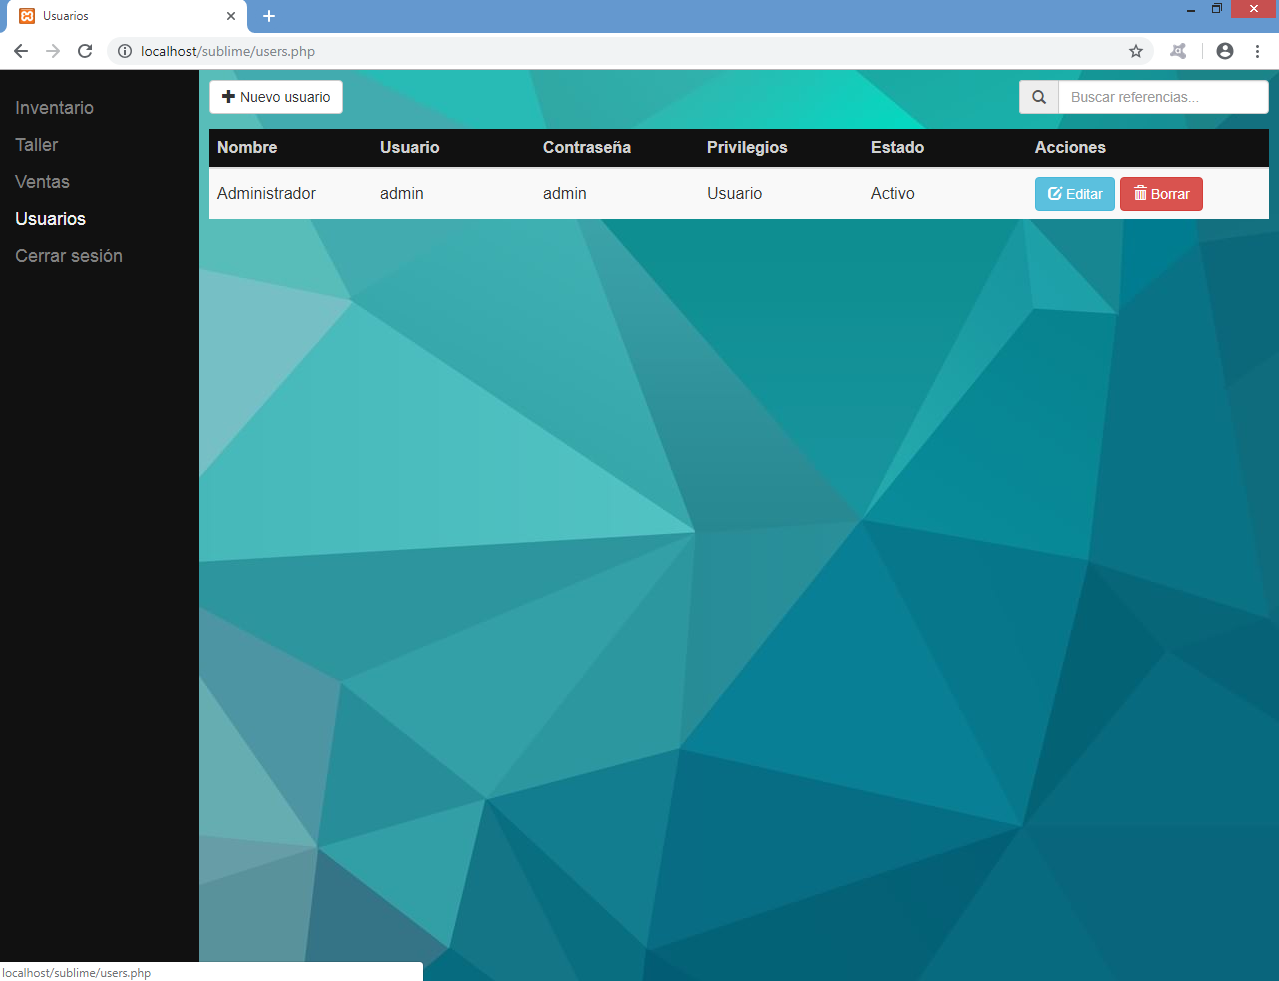 Usuarios
localhost/sublime/users.php
Inventario
Taller
Ventas
Usuarios
Cerrar sesión
Nuevo usuario
Buscar referencias...
Nombre Usuario Contraseña Privilegios Estado Acciones
Administrador admin admin Usuario Activo Editar Borrar
localhost/sublime/users.php